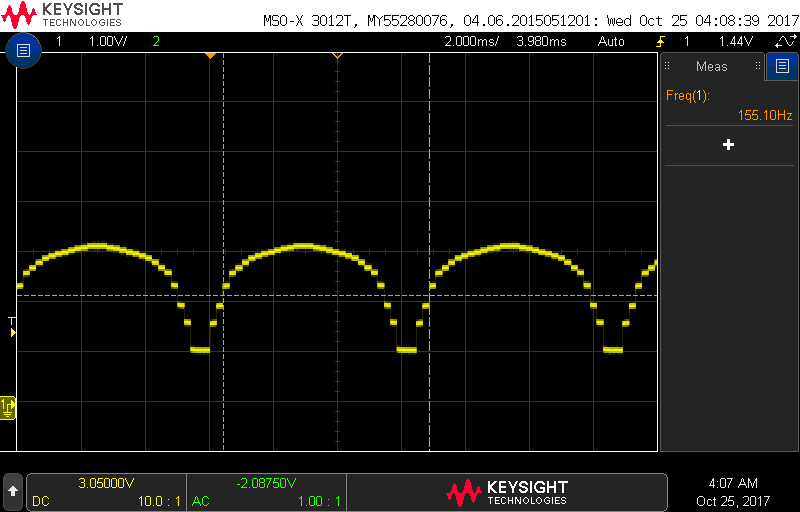 KEYSIGHT
TECHNOLOGIES
MSO-X 3012T, MY55280076, 04.06.2015051201: Wed Oct 25 04:08:39 2017
1 1.00V/ 2 2.000ms/ 3.980ms Auto 1 1.44V
Meas
Freq(1):
155.10Hz
T
1
3.05000V
DC 10.0 : 1
-2.08750V
AC 1.00 : 1
KEYSIGHT
TECHNOLOGIES
4:07 AM
Oct 25, 2017